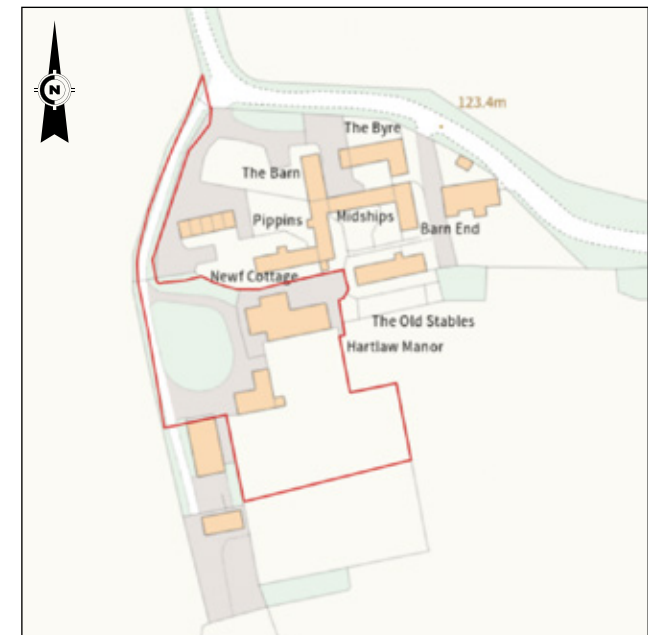 N
123.4m
The Byre
The Barn
Pippins
Midships
Barn End
Newf Cottage
The Old Stables
Hartlaw Manor